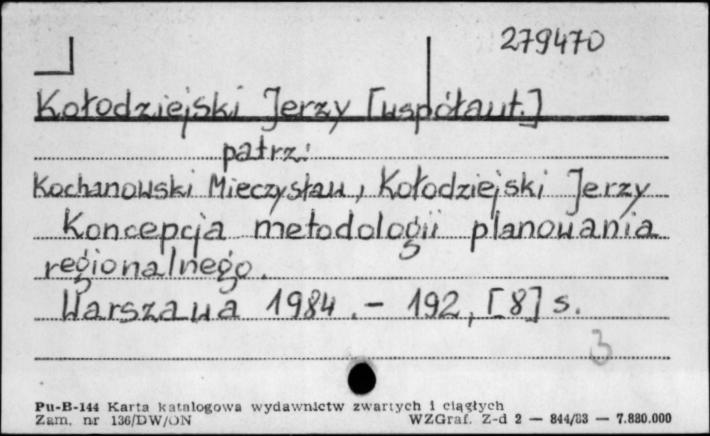 279470
Kołodziejski Jerzy [współaut.]
patrz:
Kochanowski Mieczysław, Kołodziejski Jerzy
Koncepcja metodologii planowania
regionalnego.
Warszawa 1984. – 192, [8] s.
3
Pu-B-144 Karta katalogowa wydawnictw zwartych i ciągłych
Zam. nr 136/DW/ON WZGraf. Z-d 2 — 844/83 — 7.880.000